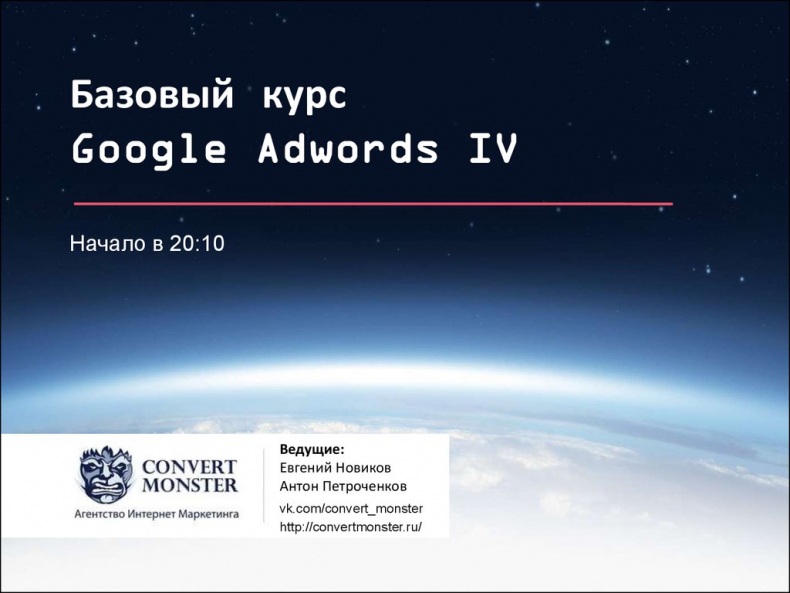 Базовый курс
Google Adwords IV
Начало в 20:10
CONVERT
MONSTER
Агентство Интернет Маркетинга
Ведущие:
Евгений Новиков
Антон Петроченков
vk.com/convert_monster
http://convertmonster.ru/